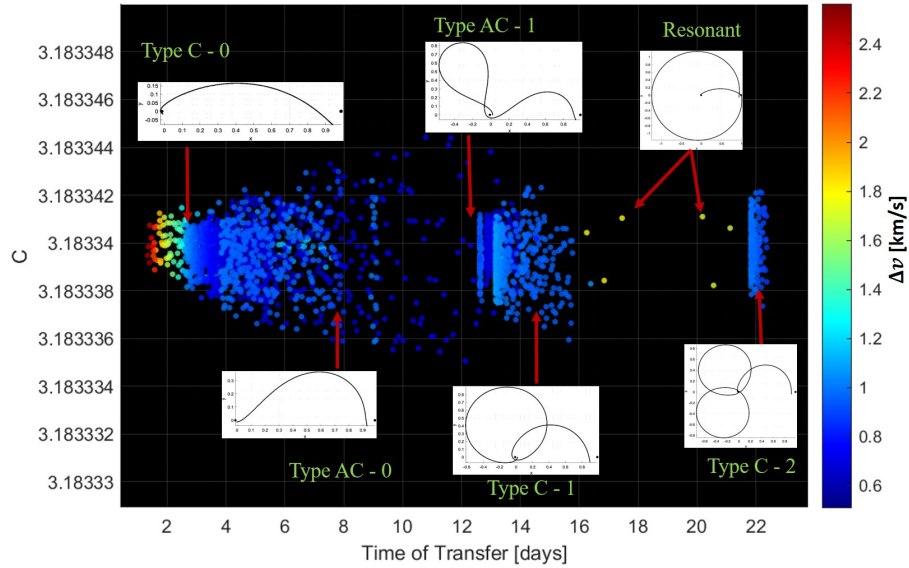 Type C - 0
Type AC - 1
Resonant
3.183348
3.183346
3.183344
3.183342
3.18334
3.183338
3.183336
3.183334
3.183332
3.18333
C
Type AC - 0
Type C - 1
Type C - 2
2 4 6 8 10 12 14 16 18 20 22
Time of Transfer [days]
2.4
2.2
2
1.8
1.6
1.4
1.2
1
0.8
0.6
Δv [km/s]